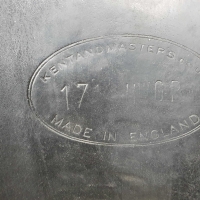 KENT AND MASTERS
17"
MADE IN ENGLAND